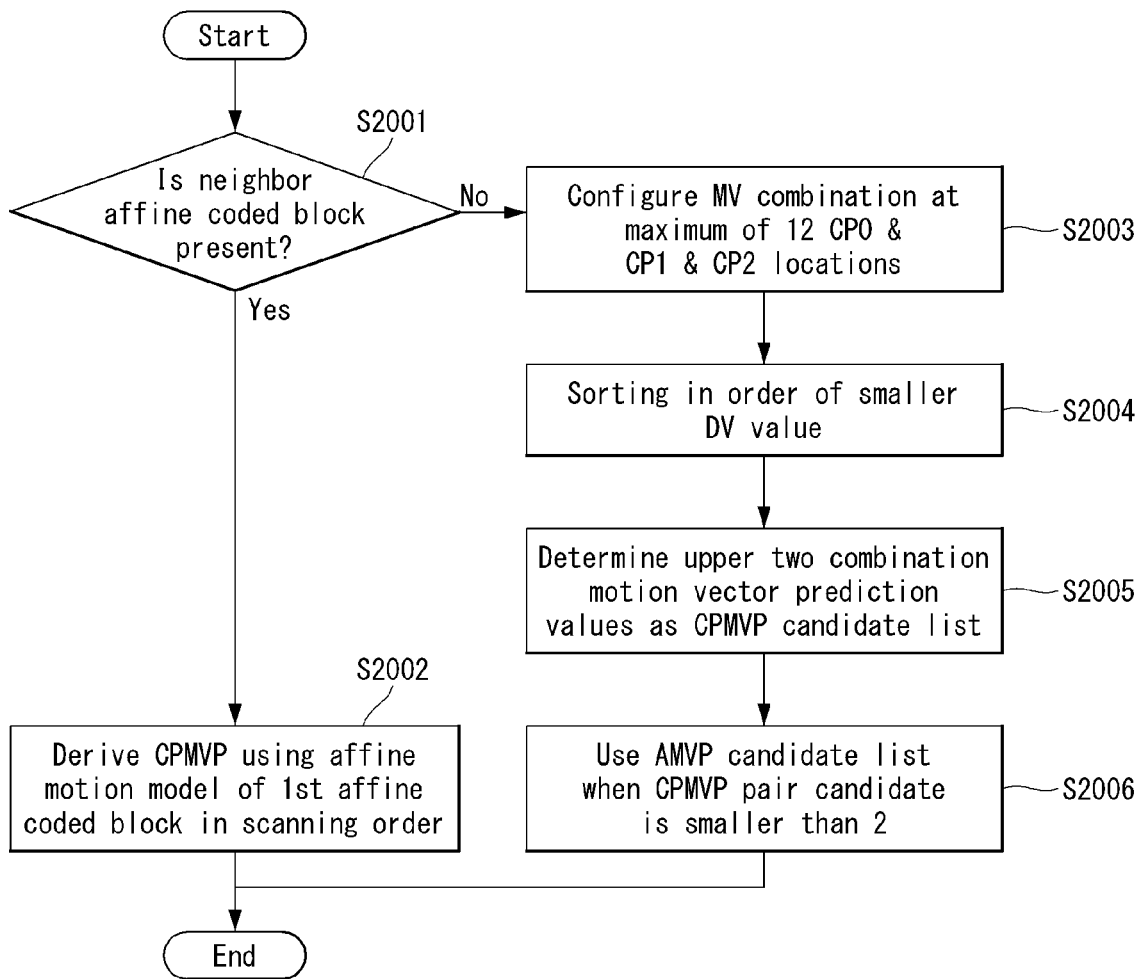 Start
S2001
Is neighbor
affine coded block
present?
No
Yes
Configure MV combination at
maximum of 12 CP0 &
CP1 & CP2 locations
S2003
Sorting in order of smaller
DV value
S2004
Determine upper two combination
motion vector prediction
values as CPMVP candidate list
S2005
S2002
Derive CPMVP using affine
motion model of 1st affine
coded block in scanning order
Use AMVP candidate list
when CPMVP pair candidate
is smaller than 2
S2006
End